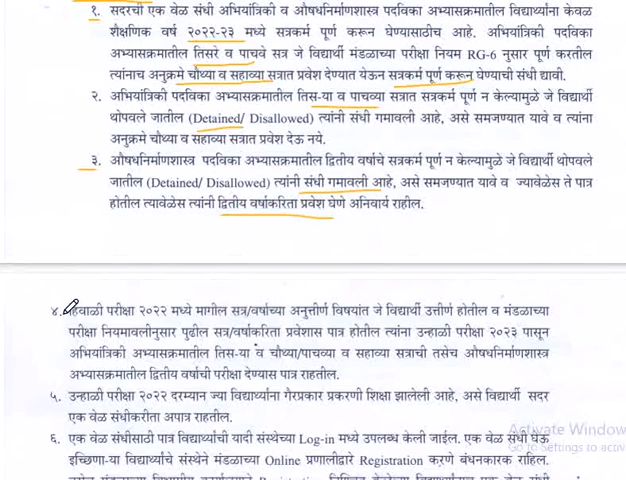 १. सदरची एक वेळ संधी अभियांत्रिकी व औषधनिर्माणशास्त्र पदविका अभ्यासक्रमातील विद्यार्थ्यांना केवळ
शैक्षणिक वर्ष २०२२-२३ मध्ये सत्रकर्म पूर्ण करून घेण्यासाठीच आहे. अभियांत्रिकी पदविका
अभ्यासक्रमातील तिसरे व पाचवे सत्र जे विद्यार्थी मंडळाच्या परीक्षा नियम RG-6 नुसार पूर्ण करतील
त्यांनाच अनुक्रमे चौथ्या व सहाव्या सत्रात प्रवेश देण्यात येऊन सत्रकर्म पूर्ण करून घेण्याची संधी द्यावी.
२. अभियांत्रिकी पदविका अभ्यासक्रमातील तिस-या व पाचव्या सत्रात सत्रकर्म पूर्ण न केल्यामुळे जे विद्यार्थी
थोपवले जातील (Detained/ Disallowed) त्यांनी संधी गमावली आहे, असे समजण्यात यावे व त्यांना
अनुक्रमे चौथ्या व सहाव्या सत्रात प्रवेश देऊ नये.
३. औषधनिर्माणशास्त्र पदविका अभ्यासक्रमातील द्वितीय वर्षाचे सत्रकर्म पूर्ण न केल्यामुळे जे विद्यार्थी थोपवले
जातील (Detained/ Disallowed) त्यांनी संधी गमावली आहे, असे समजण्यात यावे व ज्यावेळेस ते पात्र
होतील त्यावेळेस त्यांनी द्वितीय वर्षाकरिता प्रवेश घेणे अनिवार्य राहील.
४. हिवाळी परीक्षा २०२२ मध्ये मागील सत्र/वर्षाच्या अनुत्तीर्ण विषयांत जे विद्यार्थी उत्तीर्ण होतील व मंडळाच्या
परीक्षा नियमावलीनुसार पुढील सत्र/वर्षाकरिता प्रवेशास पात्र होतील त्यांना उन्हाळी परीक्षा २०२३ पासून
अभियांत्रिकी अभ्यासक्रमातील तिस-या व चौथ्या/पाचव्या व सहाव्या सत्राची तसेच औषधनिर्माणशास्त्र
अभ्यासक्रमातील द्वितीय वर्षाची परीक्षा देण्यास पात्र राहतील.
५. उन्हाळी परीक्षा २०२२ दरम्यान ज्या विद्यार्थ्यांना गैरप्रकार प्रकरणी शिक्षा झालेली आहे, असे विद्यार्थी सदर
एक वेळ संधीकरीता अपात्र राहतील.
६. एक वेळ संधीसाठी पात्र विद्यार्थ्यांची यादी संस्थेच्या Log-in मध्ये उपलब्ध केली जाईल. एक वेळ संधी घेऊ
इच्छिणा-या विद्यार्थ्यांचे संस्थेने मंडळाच्या Online प्रणालीद्वारे Registration करणे बंधनकारक राहिल.
Activate Window
Go to Settings to activ